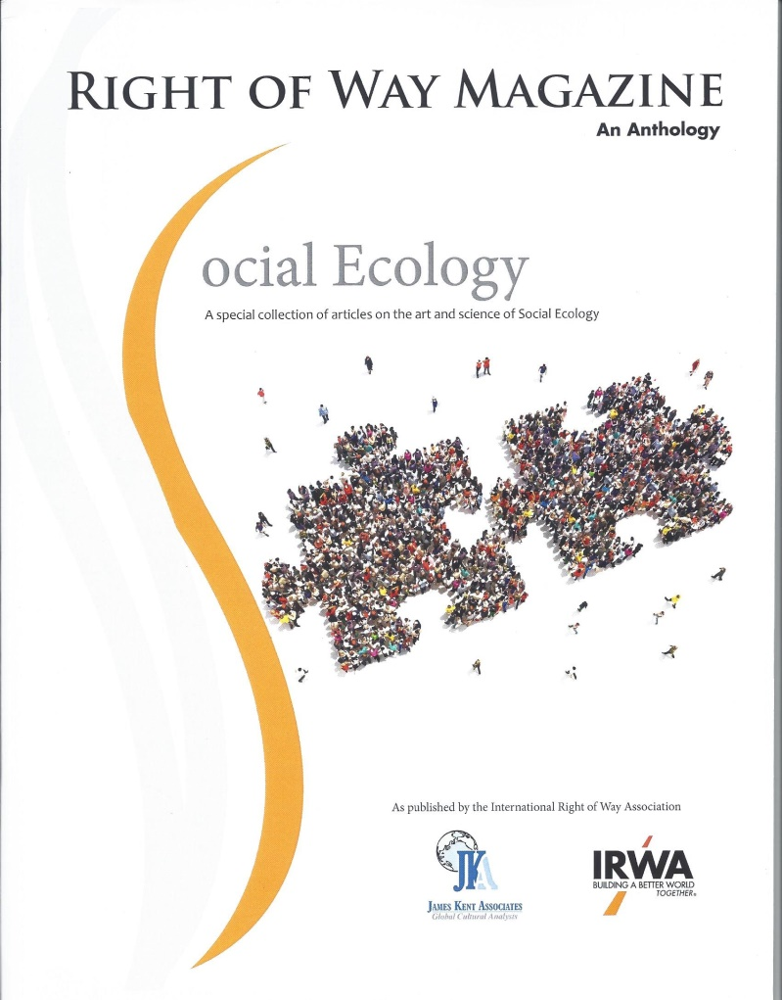 RIGHT OF WAY MAGAZINE
An Anthology
Social Ecology
A special collection of articles on the art and science of Social Ecology
As published by the International Right of Way Association
JKA
JAMES KENT ASSOCIATES
Global Cultural Analysis
IRWA
BUILDING A BETTER WORLD
TOGETHER®